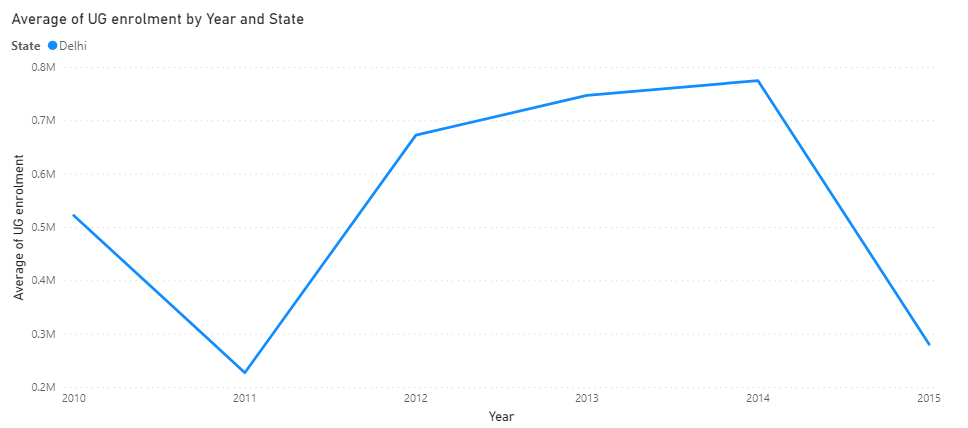 Average of UG enrolment by Year and State
State Delhi
0.8M
0.7M
0.6M
0.5M
0.4M
0.3M
0.2M
Average of UG enrolment
2010 2011 2012 2013 2014 2015
Year